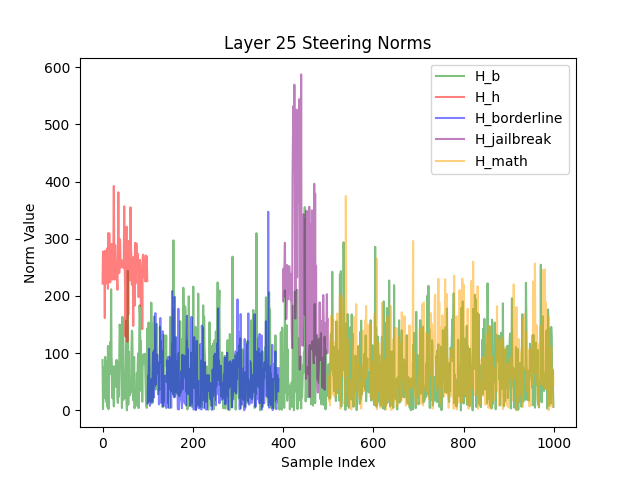 Layer 25 Steering Norms
H_b
H_h
H_borderline
H_jailbreak
H_math
Norm Value
600
500
400
300
200
100
0
0 200 400 600 800 1000
Sample Index